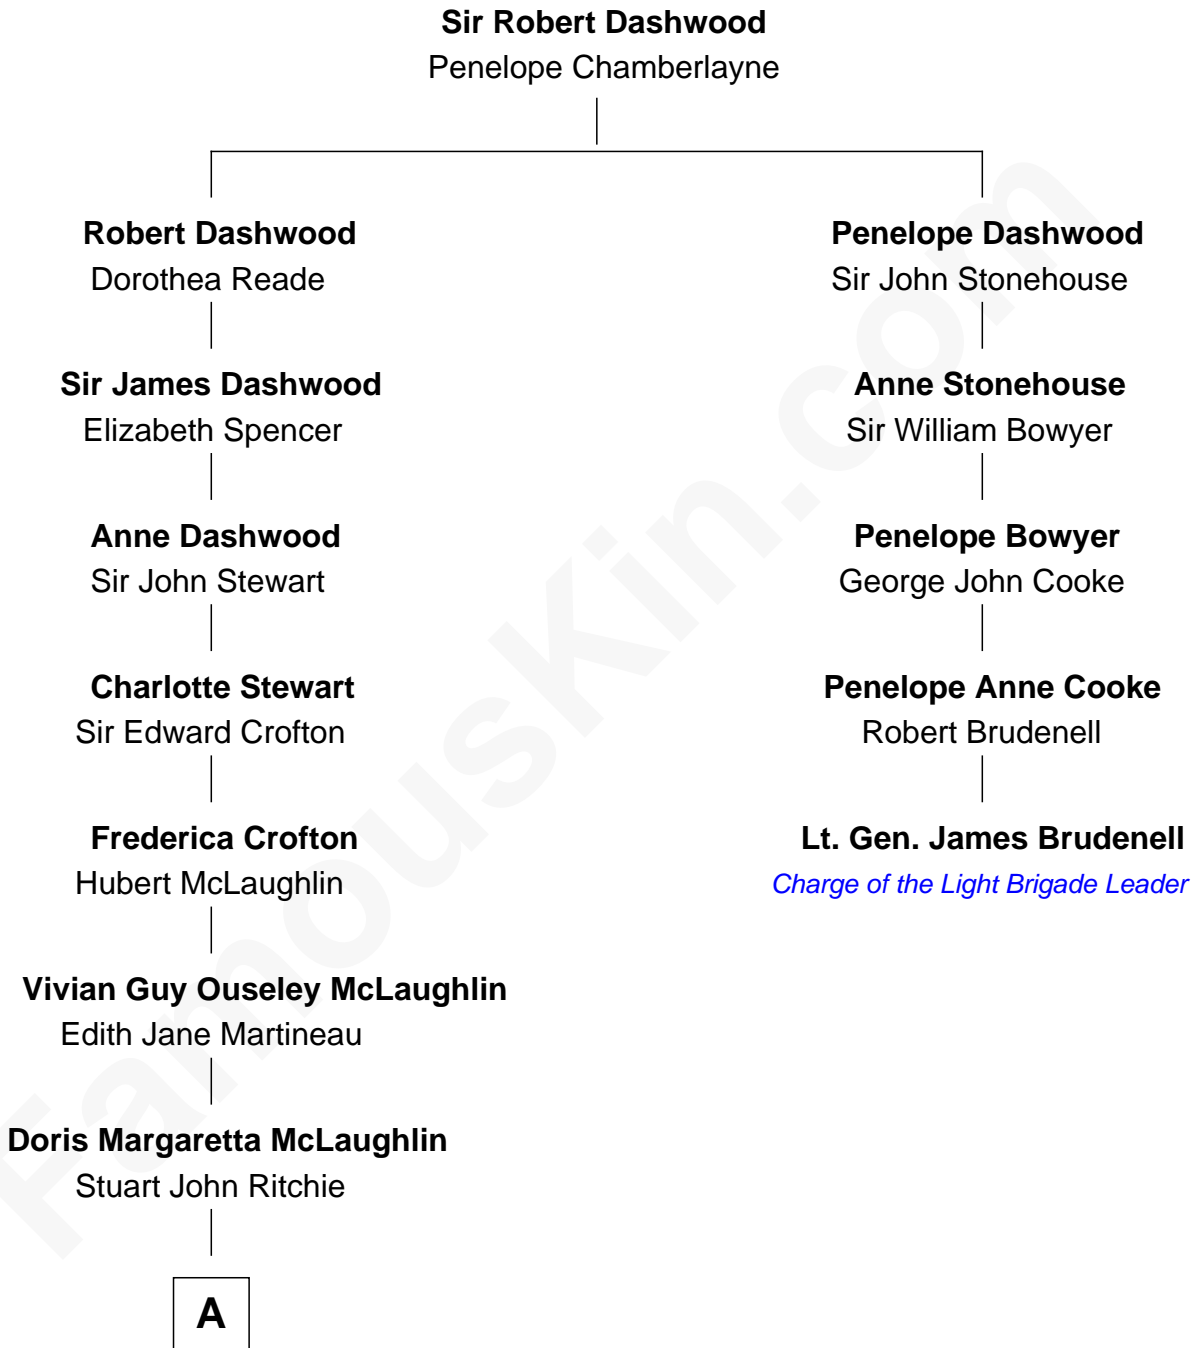 Sir Robert Dashwood
Penelope Chamberlayne
Robert Dashwood
Dorothea Reade
Sir James Dashwood
Elizabeth Spencer
Anne Dashwood
Sir John Stewart
Charlotte Stewart
Sir Edward Crofton
Frederica Crofton
Hubert McLaughlin
Vivian Guy Ouseley McLaughlin
Edith Jane Martineau
Doris Margaretta McLaughlin
Stuart John Ritchie
A
Penelope Dashwood
Sir John Stonehouse
Anne Stonehouse
Sir William Bowyer
Penelope Bowyer
George John Cooke
Penelope Anne Cooke
Robert Brudenell
Lt. Gen. James Brudenell
Charge of the Light Brigade Leader
FamousKin.com